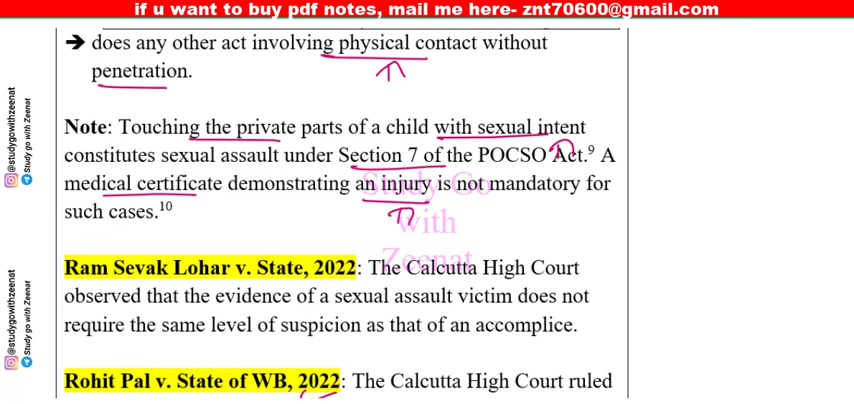 if u want to buy pdf notes, mail me here- znt70600@gmail.com
➔ does any other act involving physical contact without
penetration.
Note: Touching the private parts of a child with sexual intent
constitutes sexual assault under Section 7 of the POCSO Act.⁹ A
medical certificate demonstrating an injury is not mandatory for
such cases.¹⁰
Study Go
with
Zeenat
Ram Sevak Lohar v. State, 2022: The Calcutta High Court
observed that the evidence of a sexual assault victim does not
require the same level of suspicion as that of an accomplice.
Rohit Pal v. State of WB, 2022: The Calcutta High Court ruled
@studygowithzeenat
Study go with Zeenat
@studygowithzeenat
Study go with Zeenat